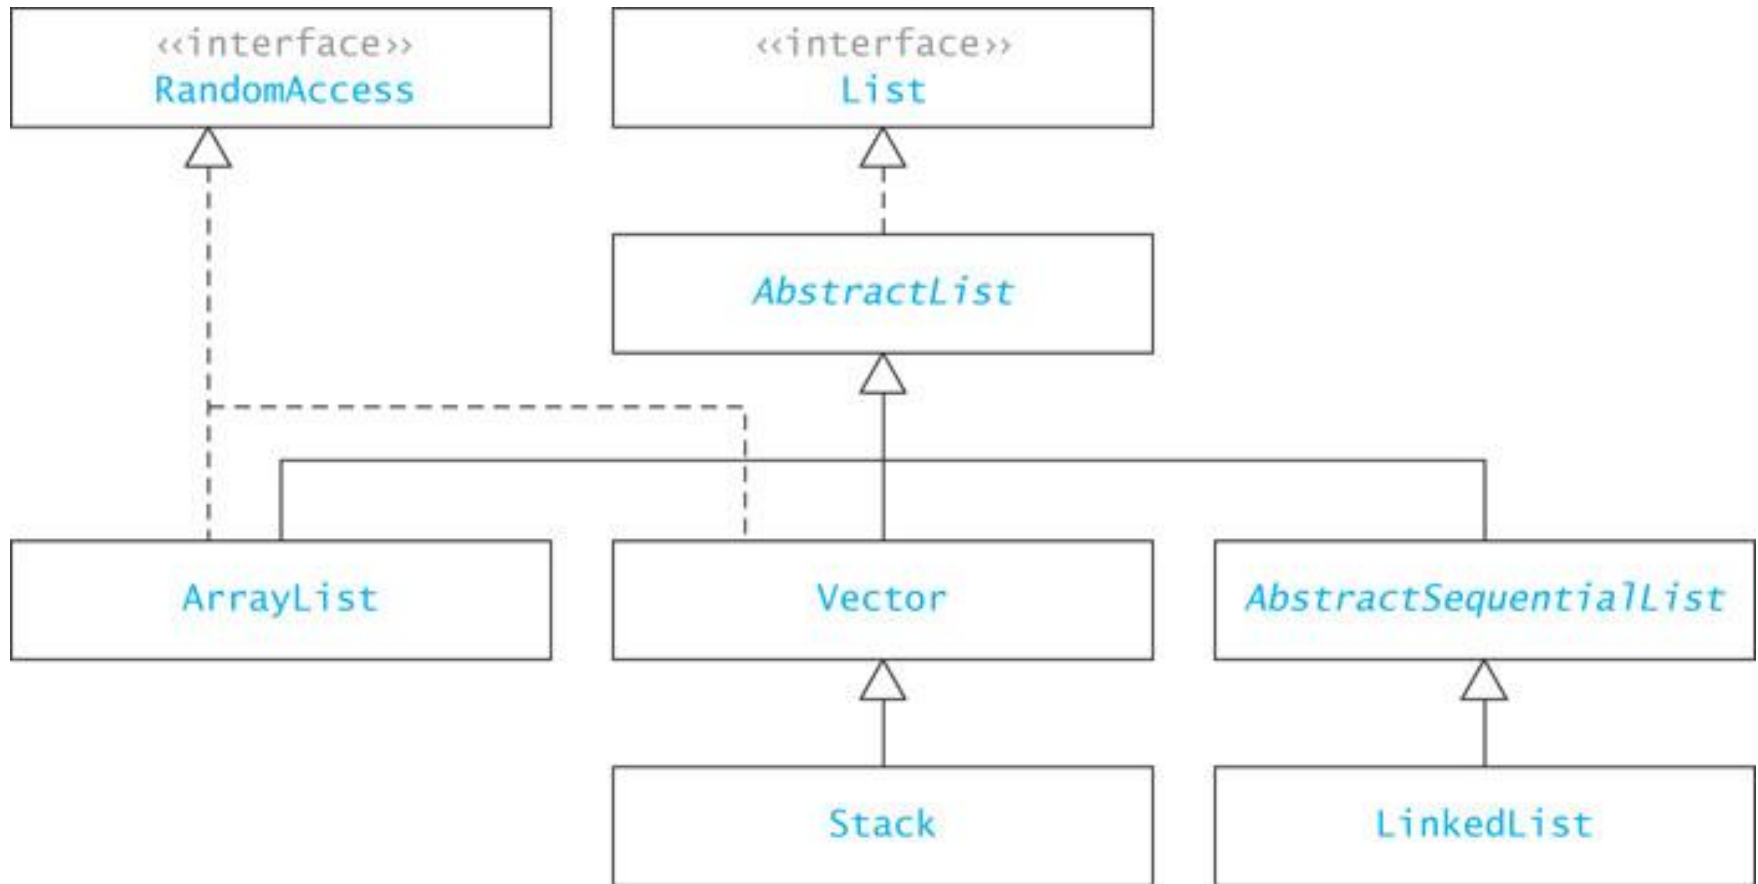 ‹‹interface››
RandomAccess
‹‹interface››
List
AbstractList
ArrayList
Vector
AbstractSequentialList
Stack
LinkedList